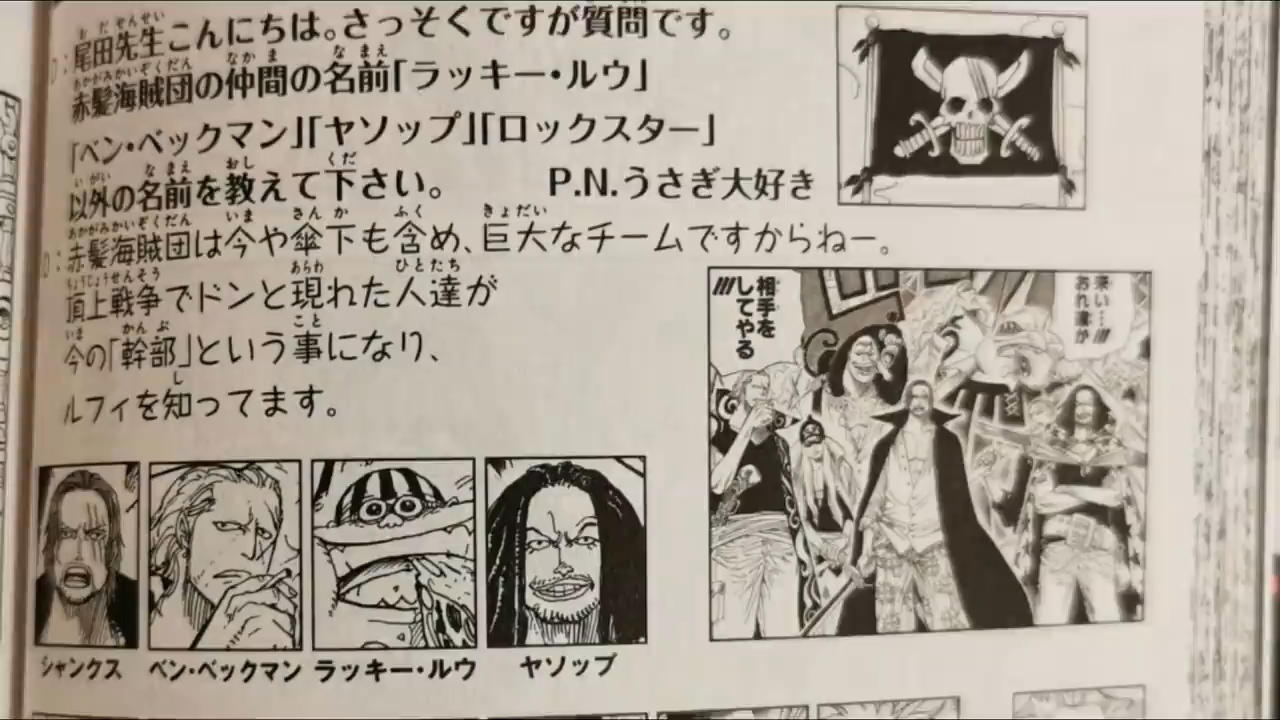 D:尾田先生こんにちは。さっそくですが質問です。
赤髪海賊団の仲間の名前「ラッキー・ルウ」
「ベン・ベックマン」「ヤソップ」「ロックスター」
以外の名前を教えて下さい。 P.N.うさぎ大好き
O:赤髪海賊団は今や傘下も含め、巨大なチームですからねー。
頂上戦争でドンと現れた人達が
今の「幹部」という事になり、
ルフィを知ってます。
来い…!!!
おれ達が
相手を
してやる
!!!
シャンクス ベン・ベックマン ラッキー・ルウ ヤソップ